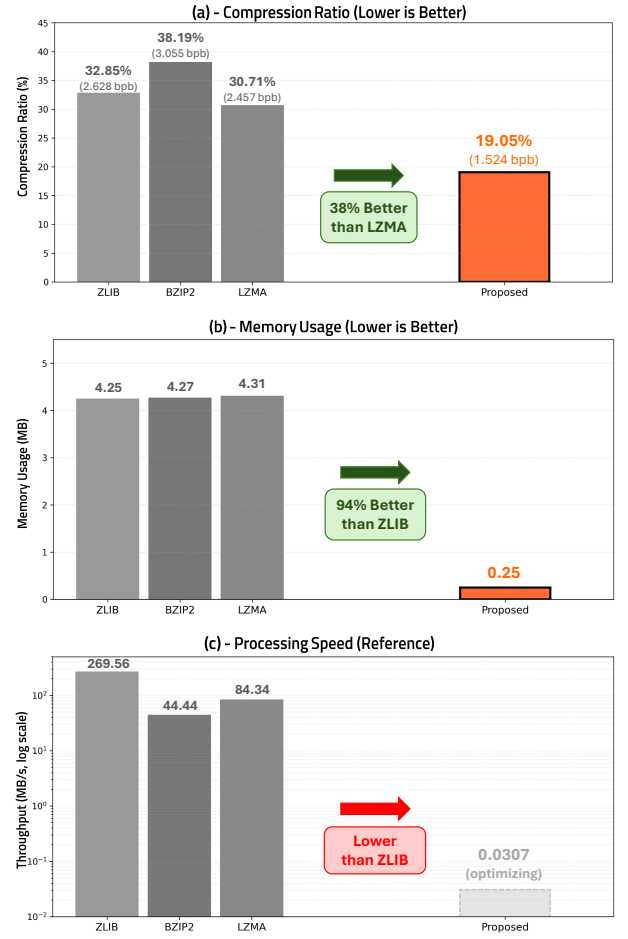 (a) - Compression Ratio (Lower is Better)
Compression Ratio (%)
45
40
35
30
25
20
15
10
5
0
32.85%
(2.628 bpb)
38.19%
(3.055 bpb)
30.71%
(2.457 bpb)
38% Better
than LZMA
19.05%
(1.524 bpb)
ZLIB
BZIP2
LZMA
Proposed
(b) - Memory Usage (Lower is Better)
Memory Usage (MB)
5
4
3
2
1
0
4.25
4.27
4.31
94% Better
than ZLIB
0.25
ZLIB
BZIP2
LZMA
Proposed
(c) - Processing Speed (Reference)
Throughput (MB/s, log scale)
10²
10¹
10⁰
10⁻¹
10⁻²
269.56
44.44
84.34
Lower
than ZLIB
0.0307
(optimizing)
ZLIB
BZIP2
LZMA
Proposed